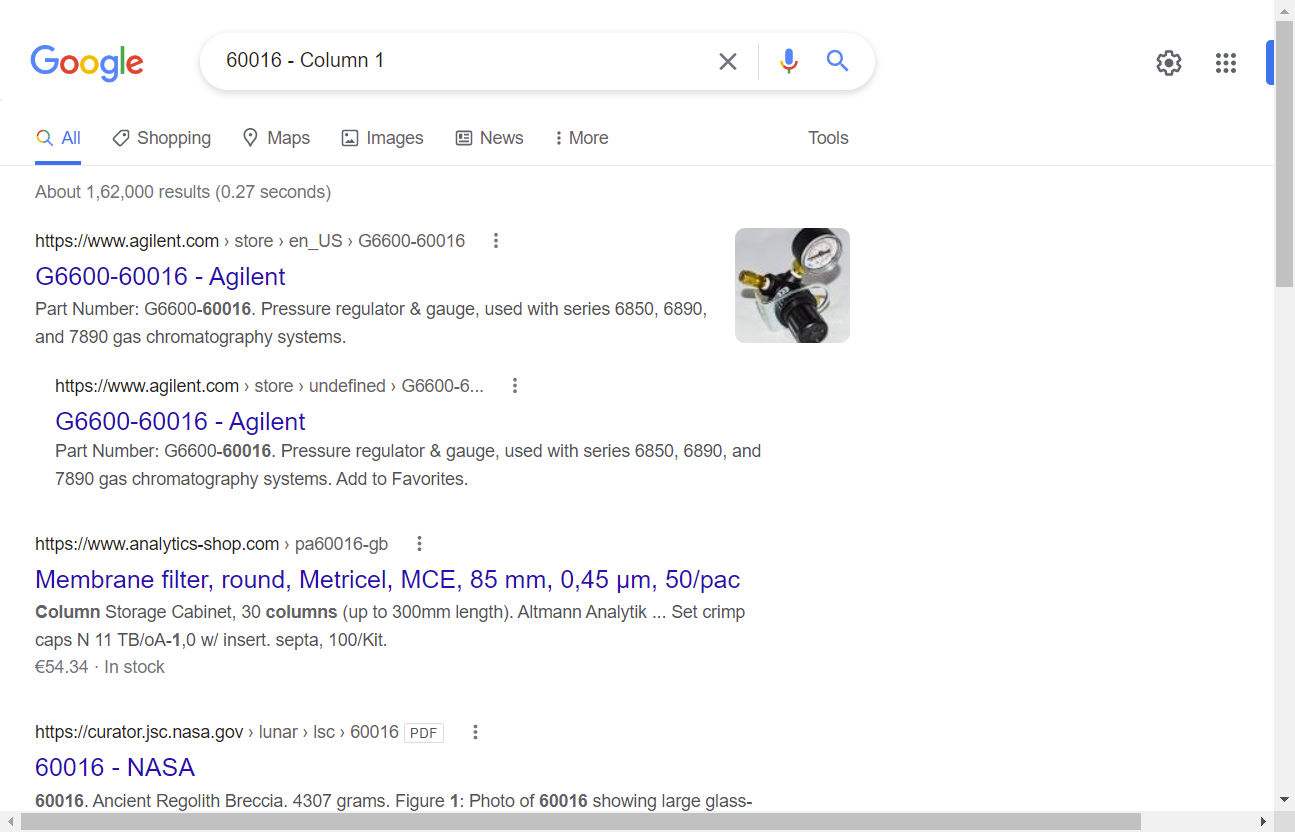 Google
60016 - Column 1
All
Shopping
Maps
Images
News
More
Tools
About 1,62,000 results (0.27 seconds)
https://www.agilent.com › store › en_US › G6600-60016
G6600-60016 - Agilent
Part Number: G6600-60016. Pressure regulator & gauge, used with series 6850, 6890,
and 7890 gas chromatography systems.
https://www.agilent.com › store › undefined › G6600-6...
G6600-60016 - Agilent
Part Number: G6600-60016. Pressure regulator & gauge, used with series 6850, 6890, and
7890 gas chromatography systems. Add to Favorites.
https://www.analytics-shop.com › pa60016-gb
Membrane filter, round, Metricel, MCE, 85 mm, 0,45 µm, 50/pac
Column Storage Cabinet, 30 columns (up to 300mm length). Altmann Analytik ... Set crimp
caps N 11 TB/oA-1,0 w/ insert. septa, 100/Kit.
€54.34 · In stock
https://curator.jsc.nasa.gov › lunar › lsc › 60016 PDF
60016 - NASA
60016. Ancient Regolith Breccia. 4307 grams. Figure 1: Photo of 60016 showing large glass-